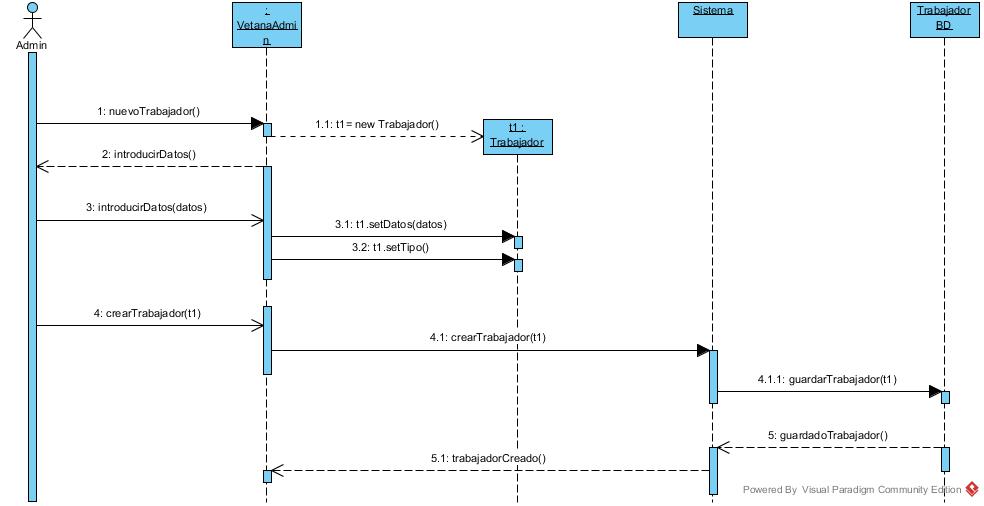 Admin
:
VetanaAdmi
n
Sistema
Trabajador
BD
1: nuevoTrabajador()
1.1: t1= new Trabajador()
t1 :
Trabajador
2: introducirDatos()
3: introducirDatos(datos)
3.1: t1.setDatos(datos)
3.2: t1.setTipo()
4: crearTrabajador(t1)
4.1: crearTrabajador(t1)
4.1.1: guardarTrabajador(t1)
5: guardadoTrabajador()
5.1: trabajadorCreado()
Powered By Visual Paradigm Community Edition